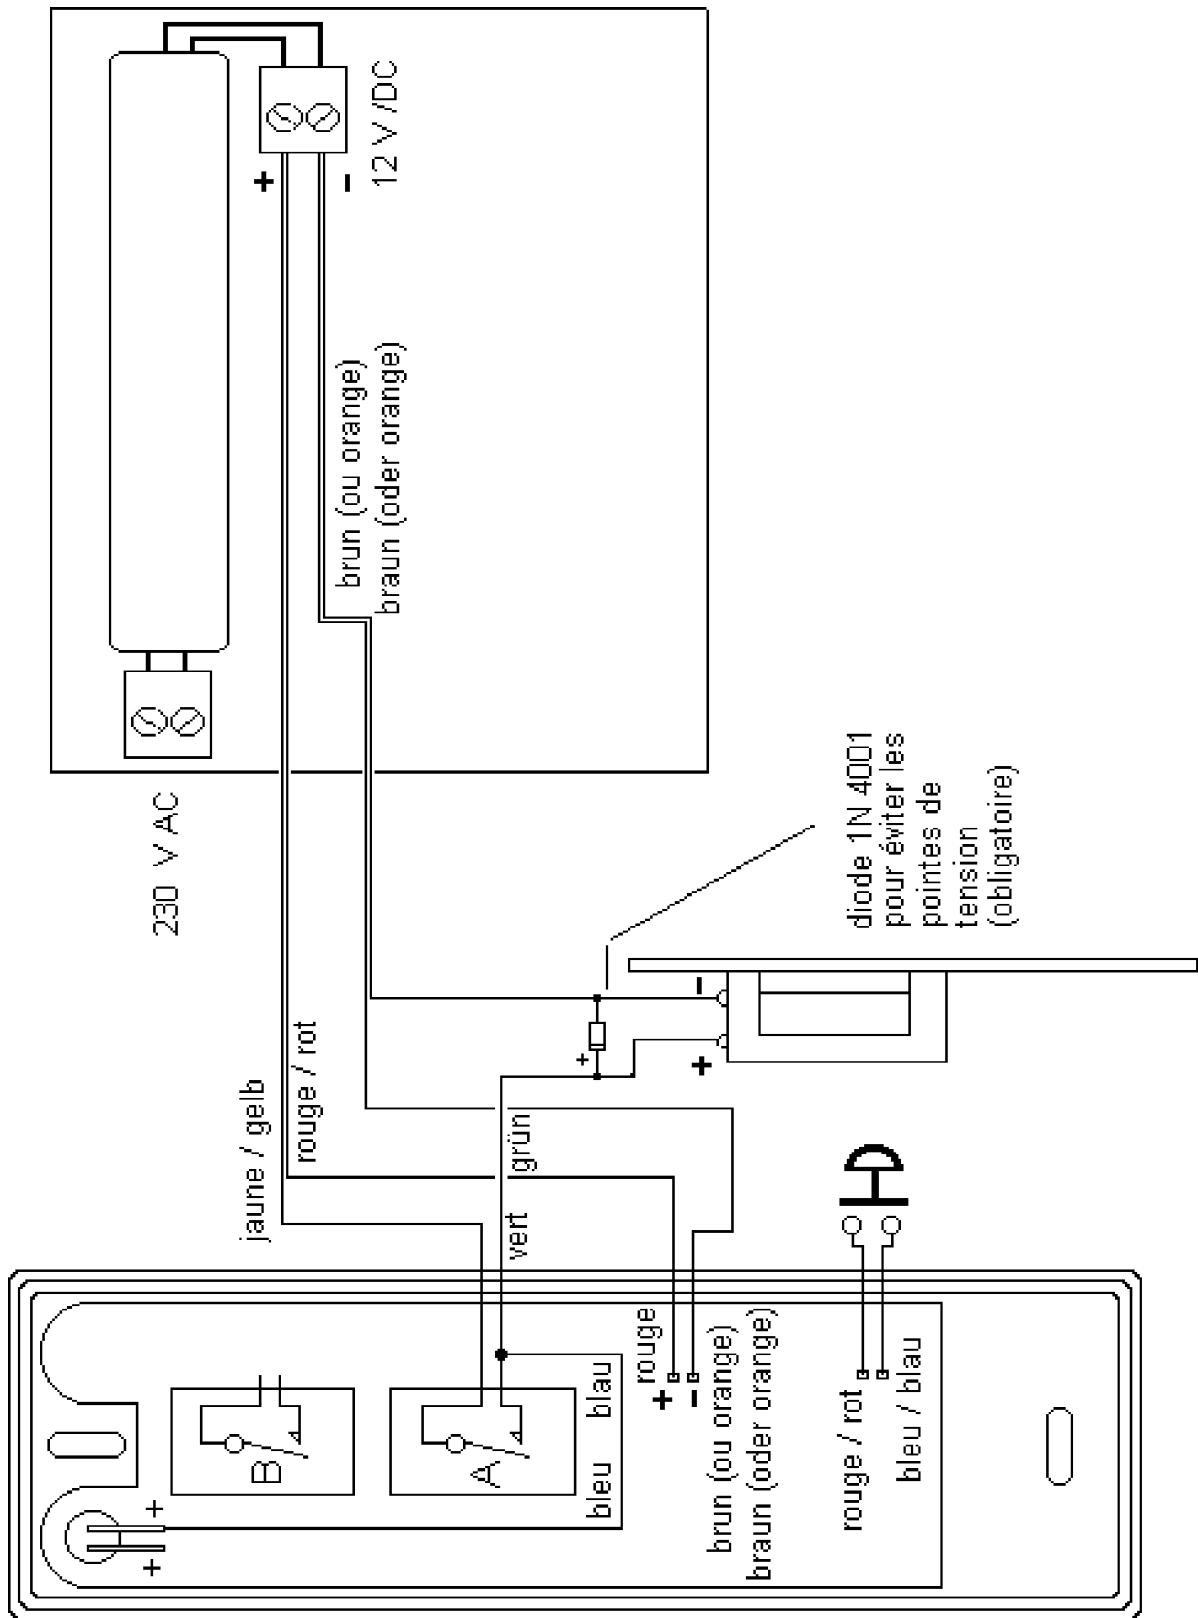 230 V AC
+
-
12 V /DC
brun (ou orange)
braun (oder orange)
diode 1N 4001
pour éviter les
pointes de
tension
(obligatoire)
jaune / gelb
rouge / rot
vert grün
+
-
+
B
A
+
+
bleu blau
rouge
+
-
brun (ou orange)
braun (oder orange)
rouge / rot
bleu / blau